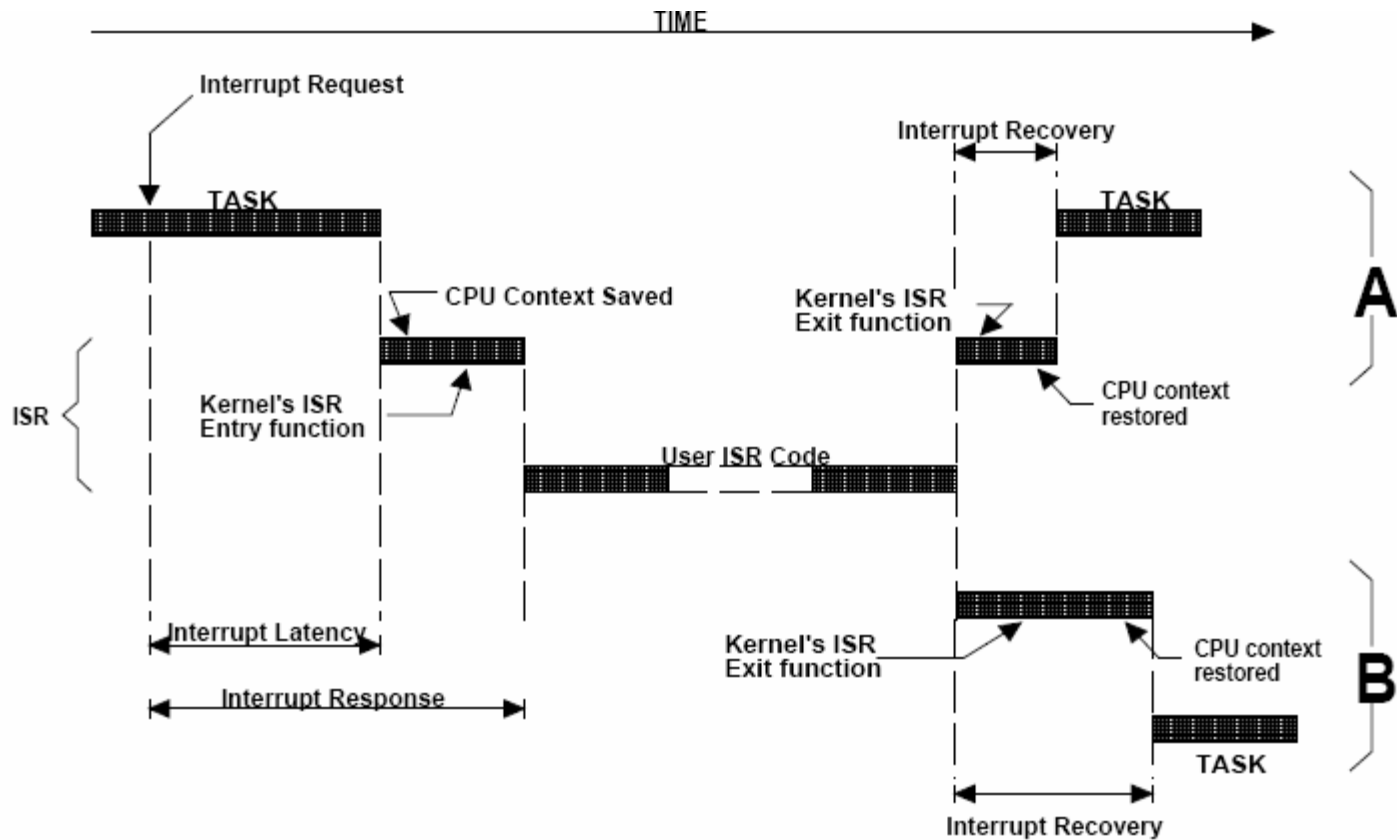 TIME
Interrupt Request
Interrupt Recovery
TASK
TASK
A
CPU Context Saved
Kernel's ISR
Exit function
ISR
Kernel's ISR
Entry function
CPU context
restored
User ISR Code
Interrupt Latency
Kernel's ISR
Exit function
CPU context
restored
B
Interrupt Response
TASK
Interrupt Recovery